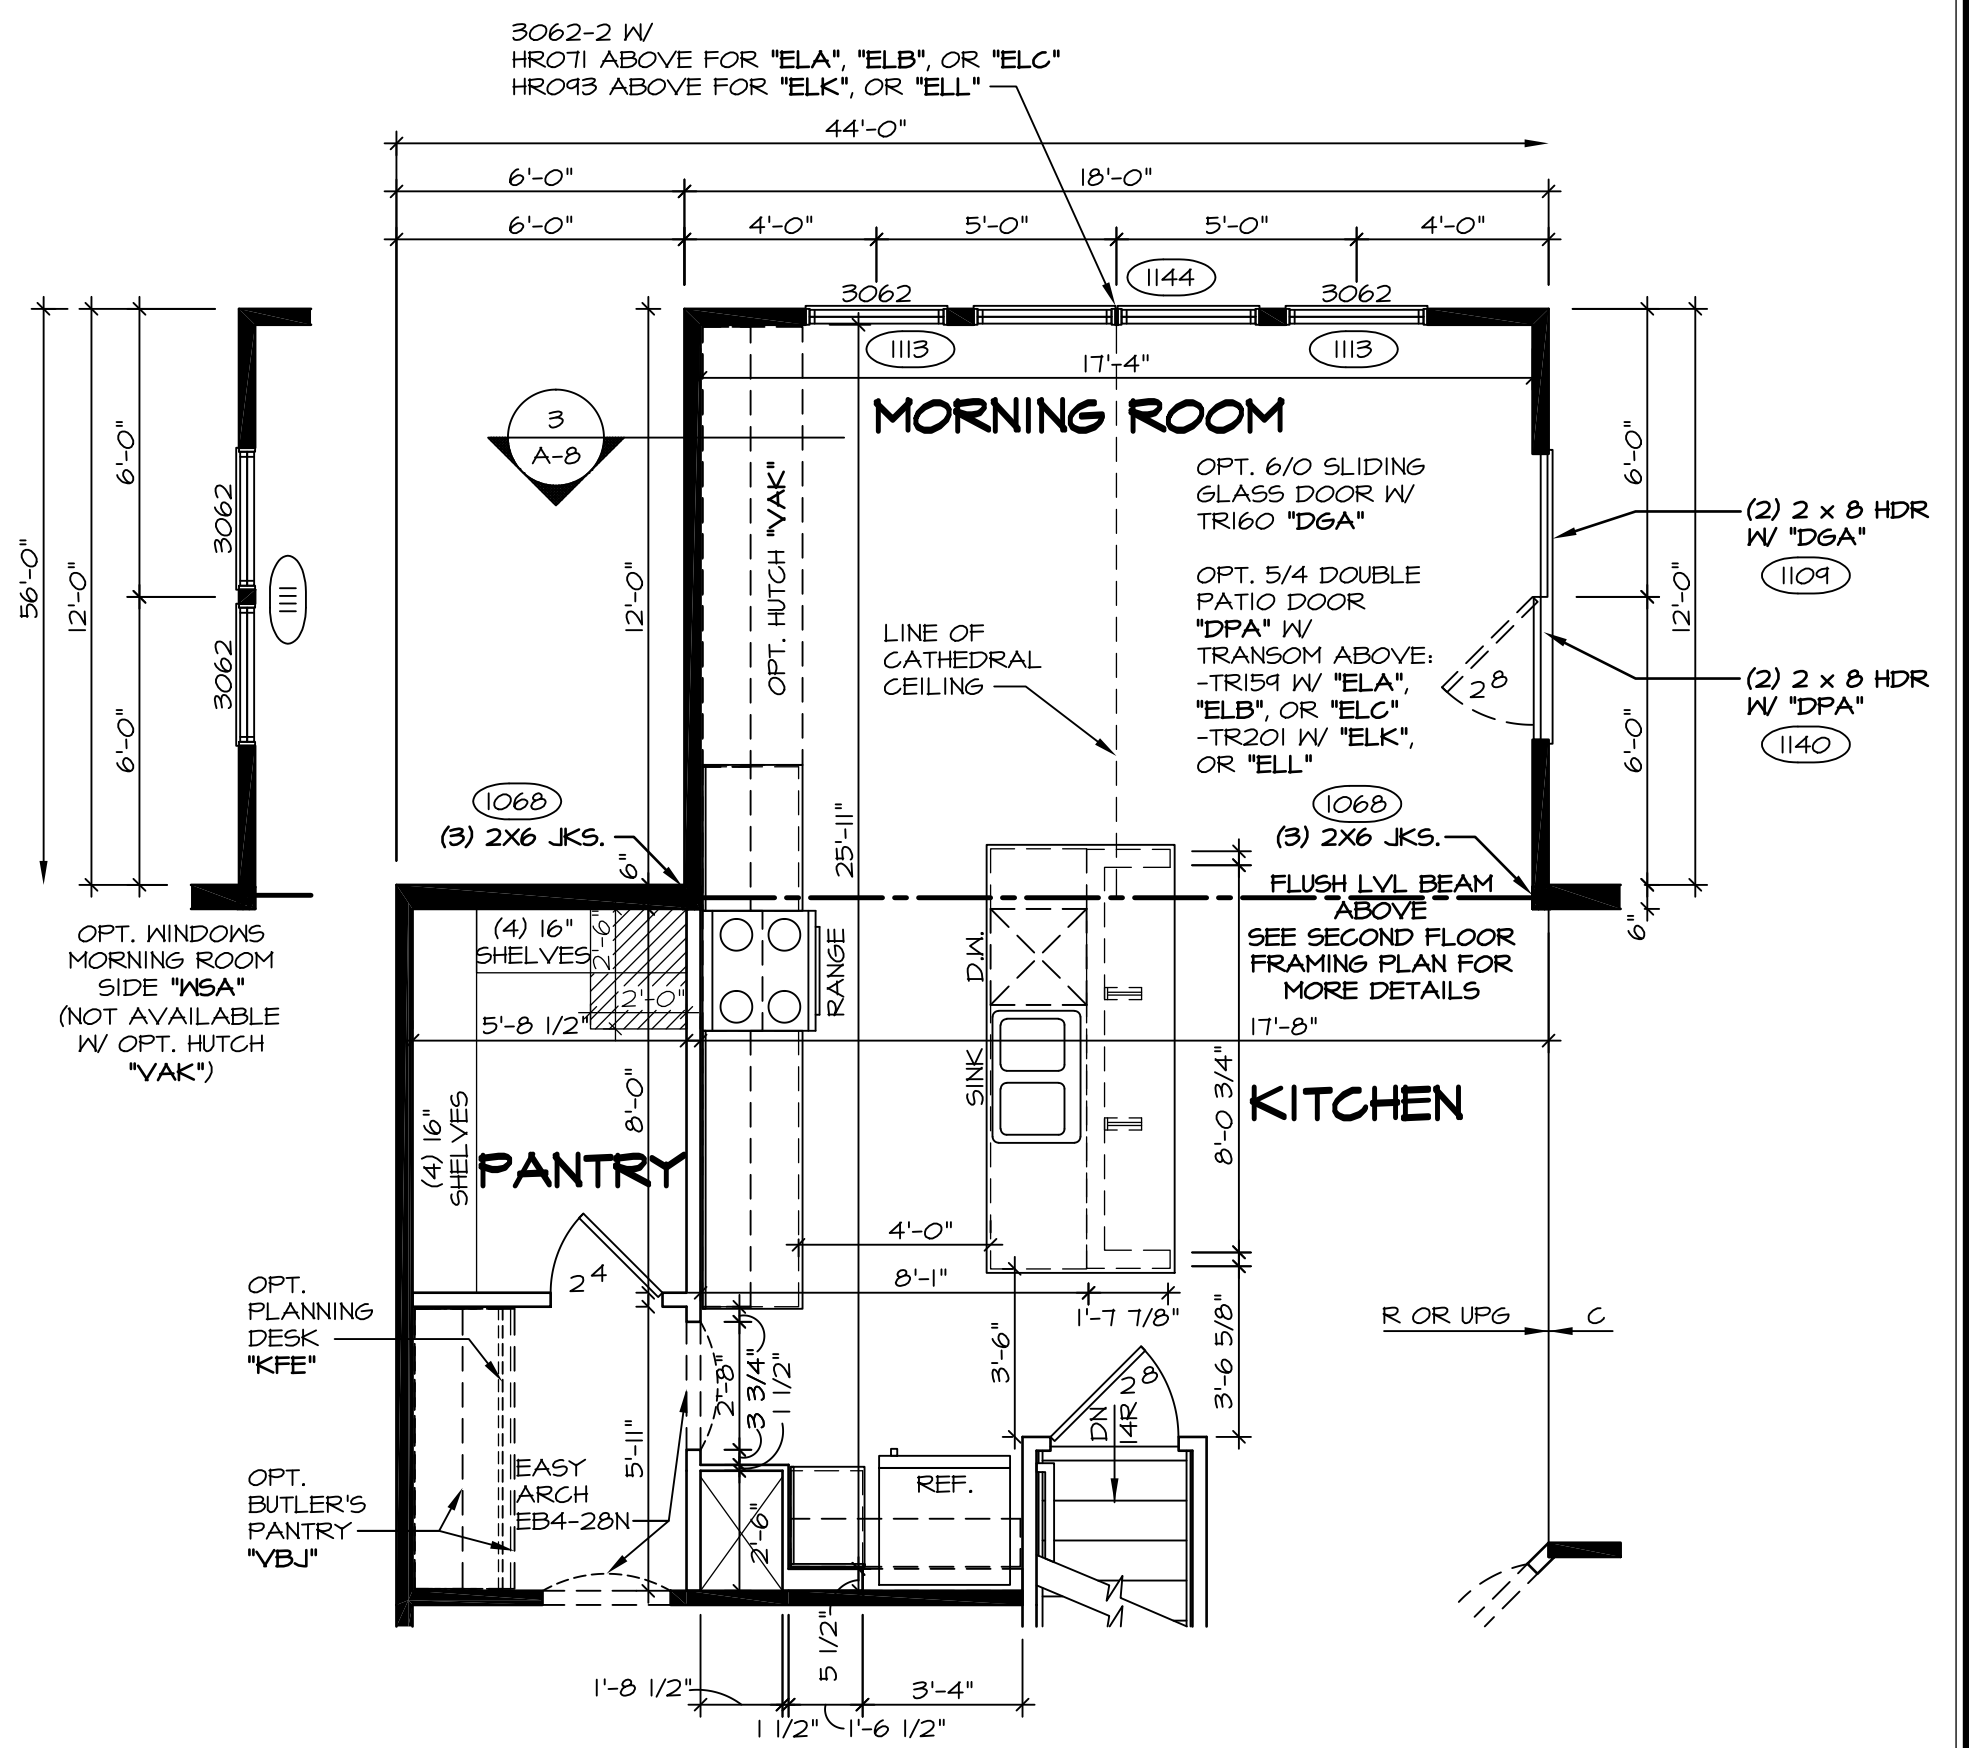 3062-2 W/
HR071 ABOVE FOR "ELA", "ELB", OR "ELC"
HR093 ABOVE FOR "ELK", OR "ELL"
44'-0"
6'-0"
18'-0"
6'-0"
4'-0"
5'-0"
5'-0"
4'-0"
1144
3062
3062
1113
1113
17'-4"
MORNING ROOM
3
A-8
56'-0"
12'-0"
6'-0"
6'-0"
3062
3062
1111
12'-0"
OPT. HUTCH "VAK"
OPT. 6/0 SLIDING
GLASS DOOR W/
TR160 "DGA"
OPT. 5/4 DOUBLE
PATIO DOOR
"DPA" W/
TRANSOM ABOVE:
-TR159 W/ "ELA",
"ELB", OR "ELC"
-TR201 W/ "ELK",
OR "ELL"
2 8
6'-0"
6'-0"
12'-0"
6"
(2) 2 x 8 HDR
W/ "DGA"
1109
(2) 2 x 8 HDR
W/ "DPA"
1140
LINE OF
CATHEDRAL
CEILING
1068
(3) 2X6 JKS.
6"
25'-11"
1068
(3) 2X6 JKS.
FLUSH LVL BEAM
ABOVE
SEE SECOND FLOOR
FRAMING PLAN FOR
MORE DETAILS
OPT. WINDOWS
MORNING ROOM
SIDE "WSA"
(NOT AVAILABLE
W/ OPT. HUTCH
"VAK")
(4) 16"
SHELVES
2'-6"
2'-0"
5'-8 1/2"
RANGE
D.W.
SINK
17'-8"
8'-0"
8'-0 3/4"
KITCHEN
(4) 16"
SHELVES
PANTRY
4'-0"
2 4
8'-1"
1'-7 7/8"
OPT.
PLANNING
DESK
"KFE"
2'-8"
3 3/4"
1 1/2"
3'-6"
3'-6 5/8"
R OR UPG
C
2 8
DN
14R
5'-11"
OPT.
BUTLER'S
PANTRY
"VBJ"
EASY
ARCH
EB4-28N
REF.
2'-6"
5 1/2"
1'-8 1/2"
3'-4"
1 1/2"
1'-6 1/2"